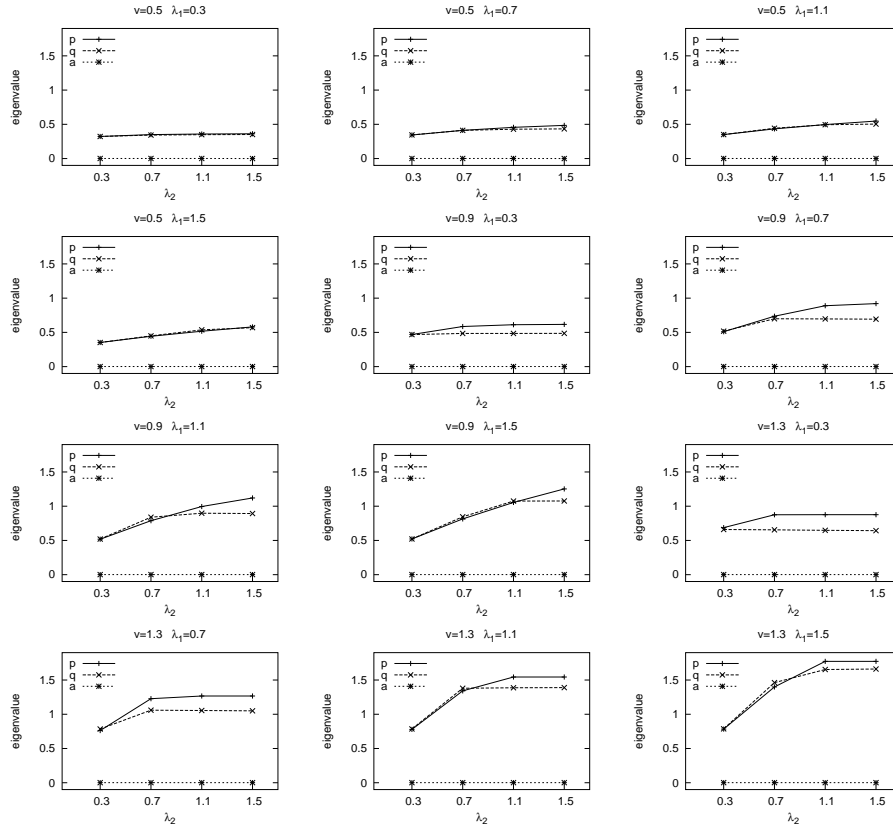 v=0.5 λ1=0.3
eigenvalue
1.5
1
0.5
0
p
q
a
0.3 0.7 1.1 1.5
λ2
v=0.5 λ1=0.7
eigenvalue
1.5
1
0.5
0
p
q
a
0.3 0.7 1.1 1.5
λ2
v=0.5 λ1=1.1
eigenvalue
1.5
1
0.5
0
p
q
a
0.3 0.7 1.1 1.5
λ2
v=0.5 λ1=1.5
eigenvalue
1.5
1
0.5
0
p
q
a
0.3 0.7 1.1 1.5
λ2
v=0.9 λ1=0.3
eigenvalue
1.5
1
0.5
0
p
q
a
0.3 0.7 1.1 1.5
λ2
v=0.9 λ1=0.7
eigenvalue
1.5
1
0.5
0
p
q
a
0.3 0.7 1.1 1.5
λ2
v=0.9 λ1=1.1
eigenvalue
1.5
1
0.5
0
p
q
a
0.3 0.7 1.1 1.5
λ2
v=0.9 λ1=1.5
eigenvalue
1.5
1
0.5
0
p
q
a
0.3 0.7 1.1 1.5
λ2
v=1.3 λ1=0.3
eigenvalue
1.5
1
0.5
0
p
q
a
0.3 0.7 1.1 1.5
λ2
v=1.3 λ1=0.7
eigenvalue
1.5
1
0.5
0
p
q
a
0.3 0.7 1.1 1.5
λ2
v=1.3 λ1=1.1
eigenvalue
1.5
1
0.5
0
p
q
a
0.3 0.7 1.1 1.5
λ2
v=1.3 λ1=1.5
eigenvalue
1.5
1
0.5
0
p
q
a
0.3 0.7 1.1 1.5
λ2